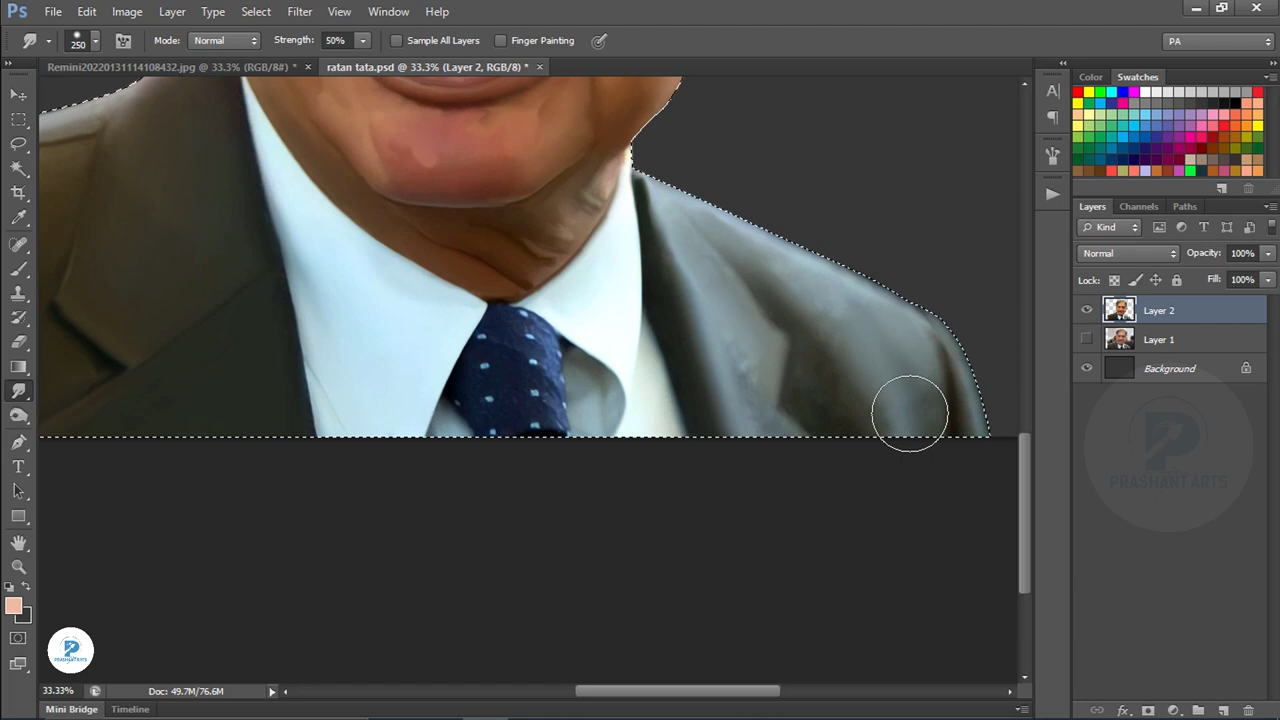 Ps File Edit Image Layer Type Select Filter View Window Help
250 Mode: Normal Strength: 50% Sample All Layers Finger Painting PA
Remini20220131114108432.jpg @ 33.3% (RGB/8#) * × ratan tata.psd @ 33.3% (Layer 2, RGB/8) * ×
Color Swatches
Layers Channels Paths
Kind
Normal Opacity: 100%
Lock: Fill: 100%
Layer 2
Layer 1
Background
PRASHANT ARTS
PRASHANT ARTS
33.33% Doc: 49.7M/76.6M
Mini Bridge Timeline